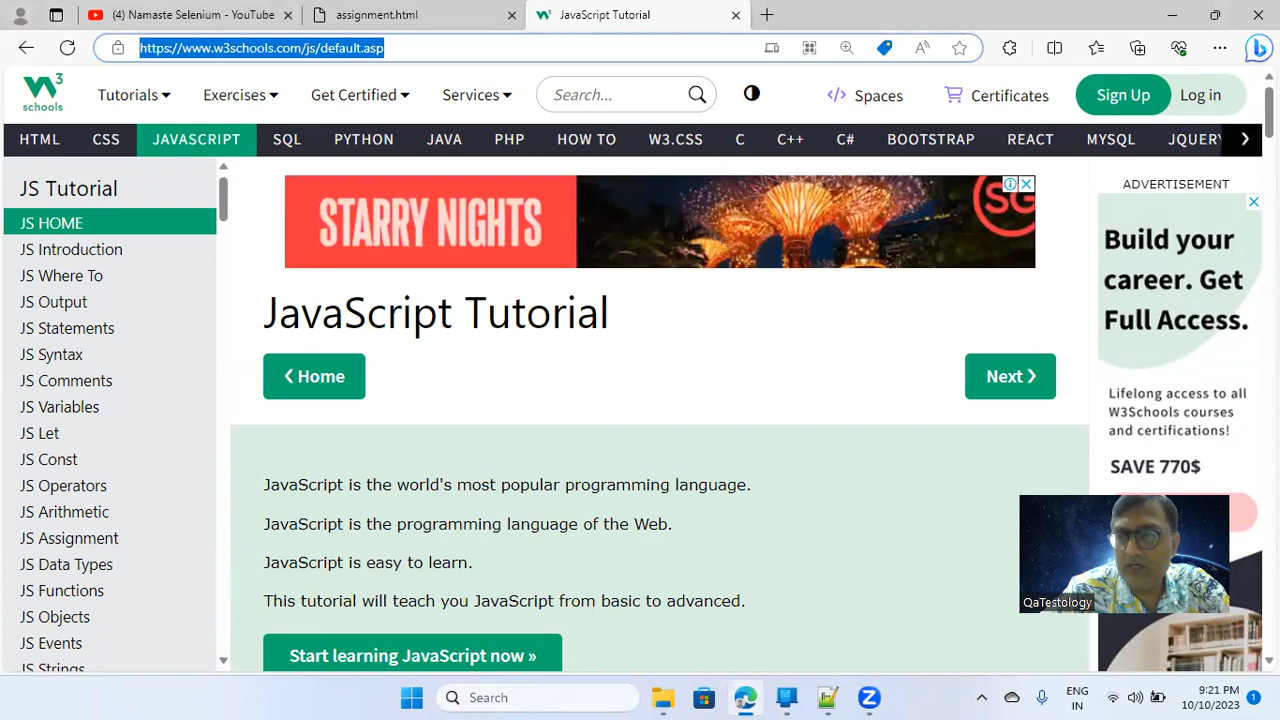 (4) Namaste Selenium - YouTube
assignment.html
JavaScript Tutorial
https://www.w3schools.com/js/default.asp
W3
schools
Tutorials
Exercises
Get Certified
Services
Search...
Spaces
Certificates
Sign Up
Log in
HTML
CSS
JAVASCRIPT
SQL
PYTHON
JAVA
PHP
HOW TO
W3.CSS
C
C++
C#
BOOTSTRAP
REACT
MYSQL
JQUERY
JS Tutorial
JS HOME
JS Introduction
JS Where To
JS Output
JS Statements
JS Syntax
JS Comments
JS Variables
JS Let
JS Const
JS Operators
JS Arithmetic
JS Assignment
JS Data Types
JS Functions
JS Objects
JS Events
JS Strings
STARRY NIGHTS
SG
JavaScript Tutorial
❮ Home
Next ❯
JavaScript is the world's most popular programming language.
JavaScript is the programming language of the Web.
JavaScript is easy to learn.
This tutorial will teach you JavaScript from basic to advanced.
Start learning JavaScript now »
ADVERTISEMENT
Build your
career. Get
Full Access.
Lifelong access to all
W3Schools courses
and certifications!
SAVE 770$
QaTestology
Search
ENG
IN
9:21 PM
10/10/2023
1